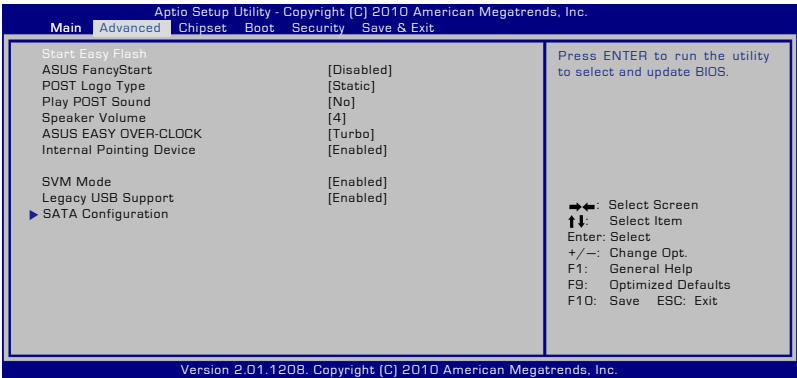 Aptio Setup Utility - Copyright (C) 2010 American Megatrends, Inc.
Main Advanced Chipset Boot Security Save & Exit
Start Easy Flash
ASUS FancyStart [Disabled]
POST Logo Type [Static]
Play POST Sound [No]
Speaker Volume [4]
ASUS EASY OVER-CLOCK [Turbo]
Internal Pointing Device [Enabled]
SVM Mode [Enabled]
Legacy USB Support [Enabled]
SATA Configuration
Press ENTER to run the utility
to select and update BIOS.
→←: Select Screen
↑↓: Select Item
Enter: Select
+/—: Change Opt.
F1: General Help
F9: Optimized Defaults
F10: Save ESC: Exit
Version 2.01.1208. Copyright (C) 2010 American Megatrends, Inc.